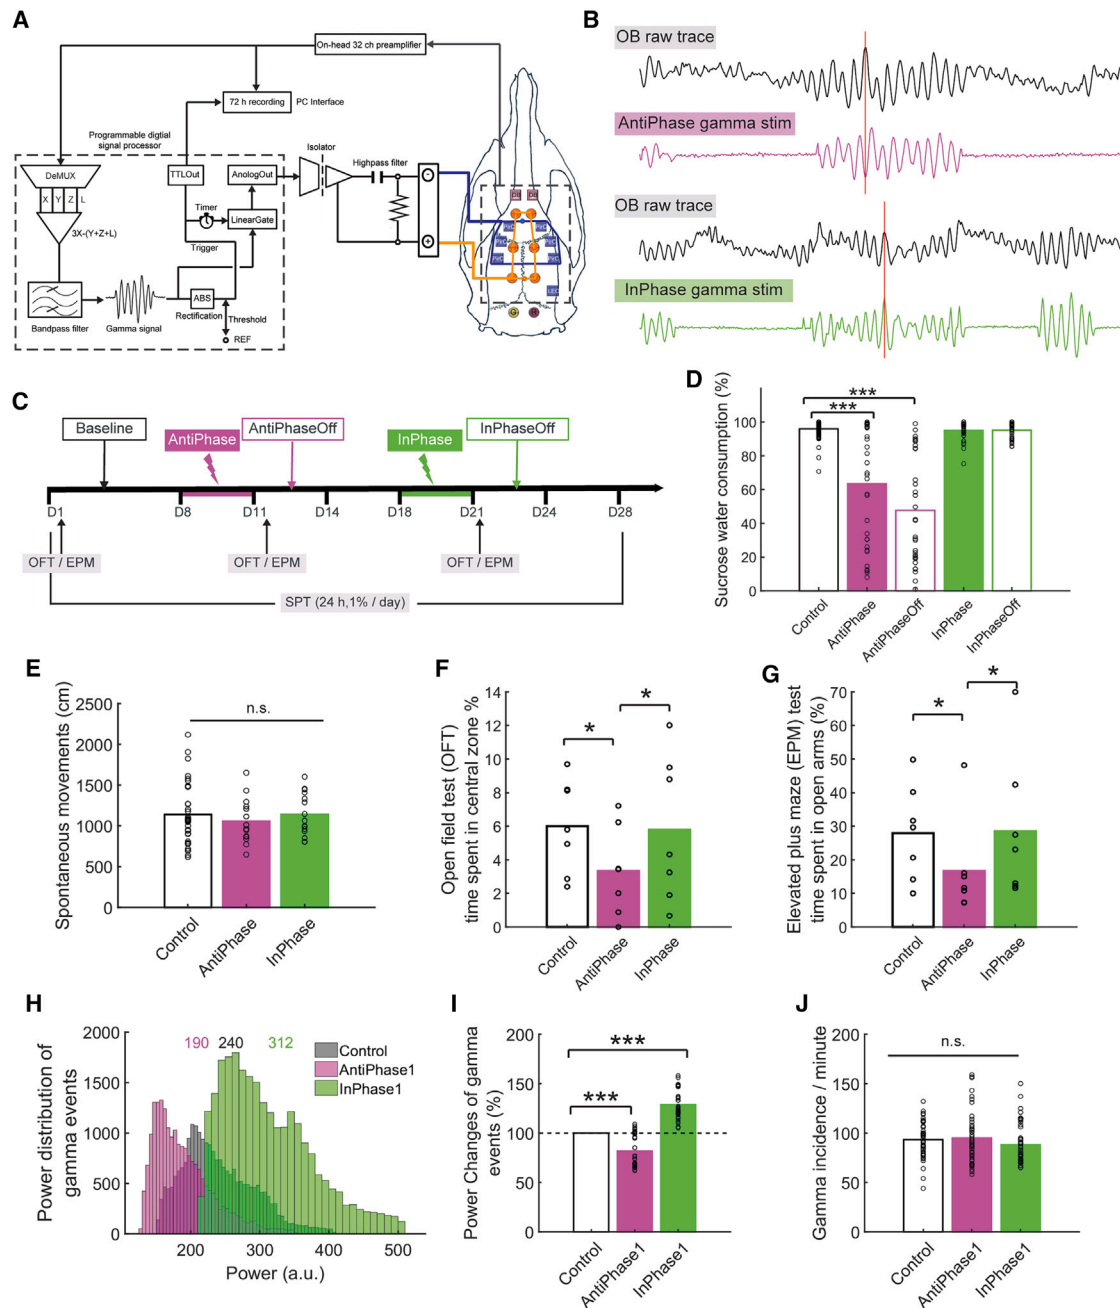 A
On-head 32 ch preamplifier
72 h recording
PC Interface
Programmable digtial
signal processor
Isolator
Highpass filter
DeMUX
X Y Z L
3X-(Y+Z+L)
TTLOut
AnologOut
Timer
LinearGate
Trigger
ABS
Rectification
Threshold
REF
Bandpass filter
Gamma signal
DB DB
PirC PirC
G R
B
OB raw trace
AntiPhase gamma stim
OB raw trace
InPhase gamma stim
C
Baseline
AntiPhase
AntiPhaseOff
InPhase
InPhaseOff
D1 D8 D11 D14 D18 D21 D24 D28
OFT / EPM OFT / EPM OFT / EPM
SPT (24 h,1% / day)
D
Sucrose water consumption (%)
100
80
60
40
20
0
***
***
Control AntiPhase AntiPhaseOff InPhase InPhaseOff
E
Spontaneous movements (cm)
2500
2000
1500
1000
500
0
n.s.
Control AntiPhase InPhase
F
Open field test (OFT)
time spent in central zone %
14
12
10
8
6
4
2
0
* *
Control AntiPhase InPhase
G
Elevated plus maze (EPM) test
time spent in open arms (%)
70
60
50
40
30
20
10
0
* *
Control AntiPhase InPhase
H
Power distribution of
gamma events
2000
1500
1000
500
0
190 240 312
Control
AntiPhase1
InPhase1
200 300 400 500
Power (a.u.)
I
Power Changes of gamma
events (%)
200
150
100
50
0
***
***
Control AntiPhase1 InPhase1
J
Gamma incidence / minute
200
150
100
50
0
n.s.
Control AntiPhase1 InPhase1